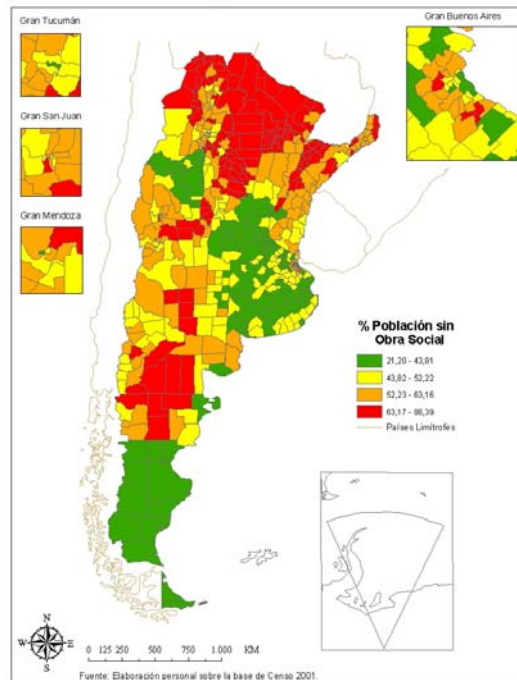 Gran Tucumán
Gran San Juan
Gran Mendoza
Gran Buenos Aires
% Población sin
Obra Social
21,20 - 43,81
43,82 - 52,22
52,23 - 63,16
63,17 - 86,39
Países Limítrofes
N
W E
S
0 125 250 500 750 1.000 KM
Fuente: Elaboración personal sobre la base de Censo 2001.